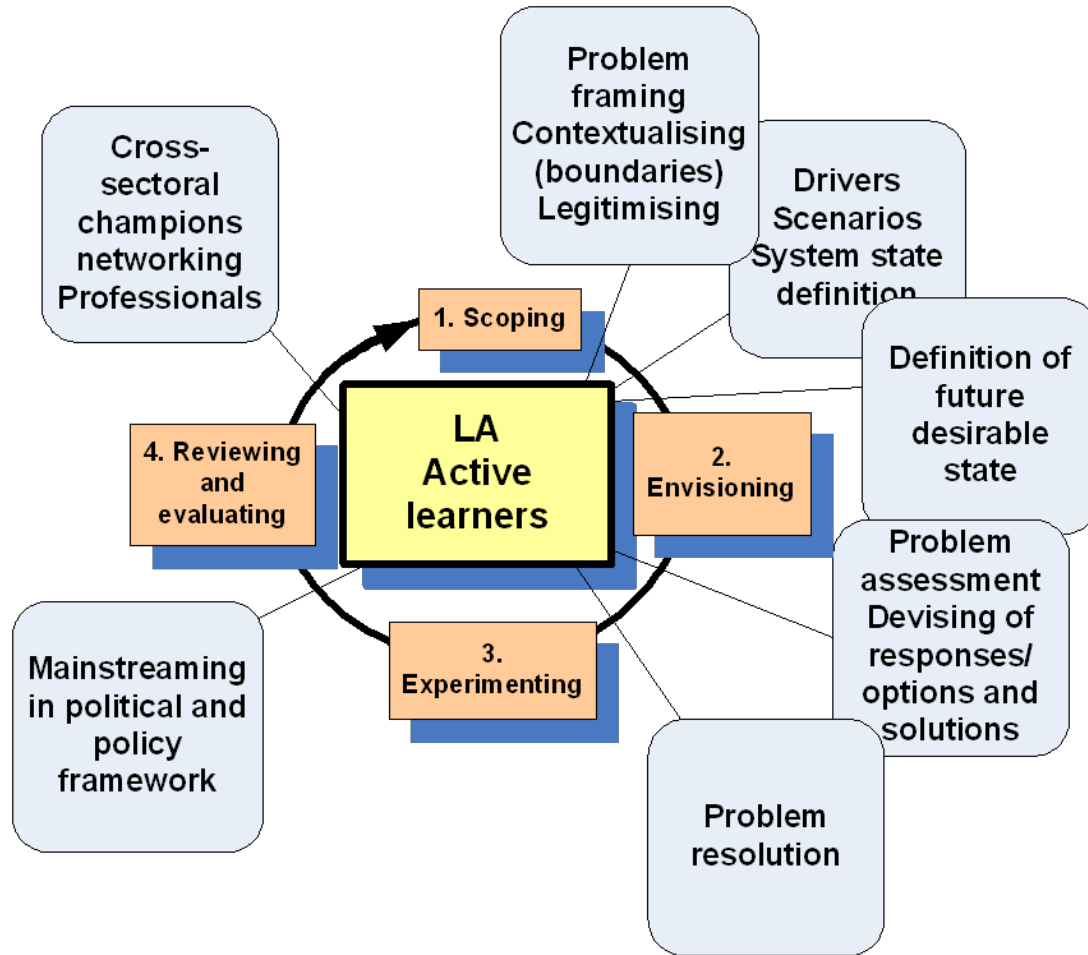 Problem
framing
Contextualising
(boundaries)
Legitimising
Cross-
sectoral
champions
networking
Professionals
Drivers
Scenarios
System state
definition
1. Scoping
Definition of
future
desirable
state
LA
Active
learners
2.
Envisioning
4. Reviewing
and
evaluating
Problem
assessment
Devising of
responses/
options and
solutions
3.
Experimenting
Mainstreaming
in political and
policy
framework
Problem
resolution